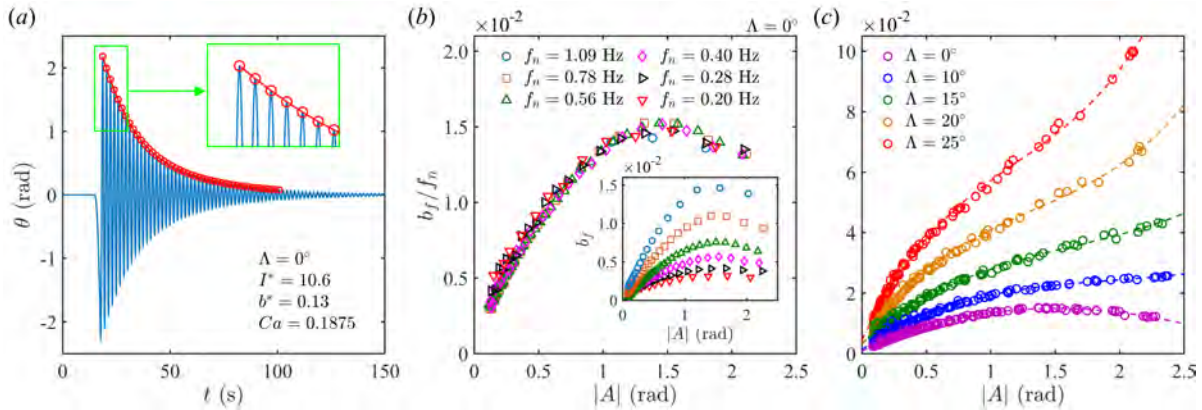 (a)
θ (rad)
2
1
0
-1
-2
Λ = 0°
I* = 10.6
b* = 0.13
Ca = 0.1875
0 50 100 150
t (s)
(b)
×10⁻² Λ = 0°
b_f/f_n
2.0
1.5
1.0
0.5
0
f_n = 1.09 Hz f_n = 0.40 Hz
f_n = 0.78 Hz f_n = 0.28 Hz
f_n = 0.56 Hz f_n = 0.20 Hz
×10⁻²
b_f
1.5
1.0
0.5
0
0 1 2
|A| (rad)
0 0.5 1.0 1.5 2.0 2.5
|A| (rad)
(c)
×10⁻²
10
8
6
4
2
0
Λ = 0°
Λ = 10°
Λ = 15°
Λ = 20°
Λ = 25°
0 0.5 1.0 1.5 2.0 2.5
|A| (rad)